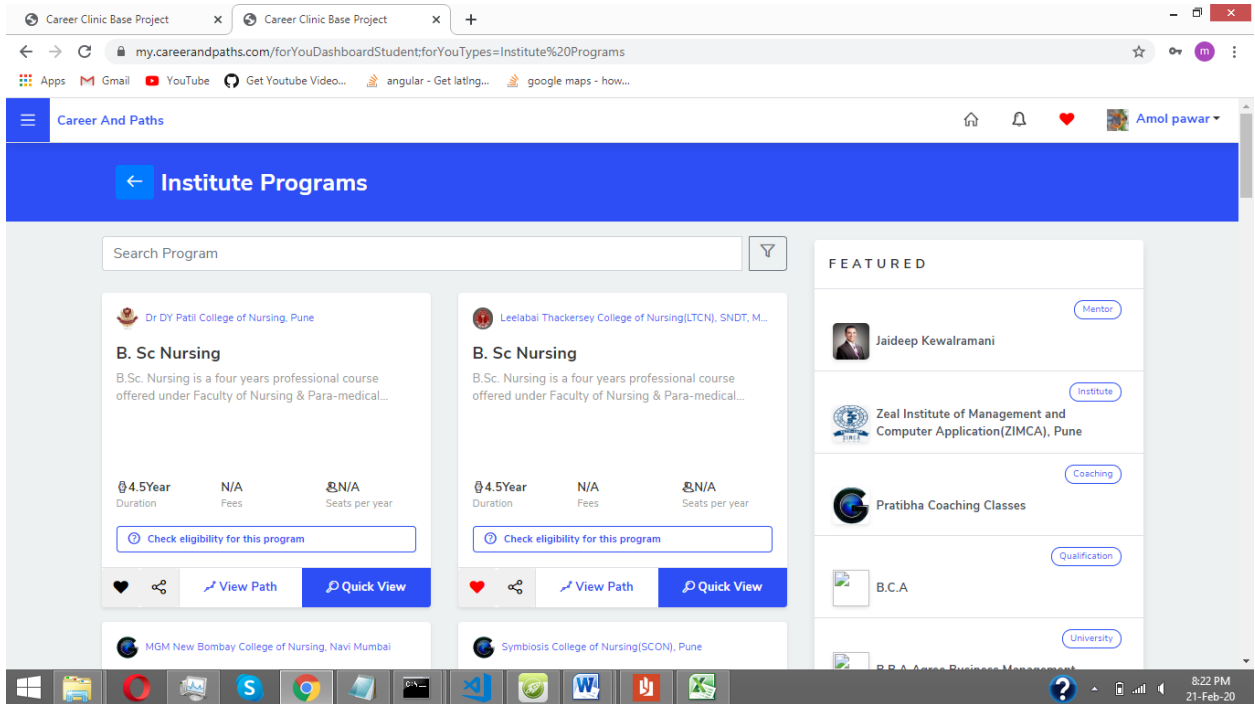 Career Clinic Base Project
Career Clinic Base Project
my.careerandpaths.com/forYouDashboardStudent;forYouTypes=Institute%20Programs
m
Apps
Gmail
YouTube
Get Youtube Video...
angular - Get latlng...
google maps - how...
Career And Paths
Amol pawar
Institute Programs
Search Program
Dr DY Patil College of Nursing, Pune
B. Sc Nursing
B.Sc. Nursing is a four years professional course
offered under Faculty of Nursing & Para-medical...
4.5Year
N/A
N/A
Duration
Fees
Seats per year
Check eligibility for this program
View Path
Quick View
Leelabai Thackersey College of Nursing(LTCN), SNDT, M...
B. Sc Nursing
B.Sc. Nursing is a four years professional course
offered under Faculty of Nursing & Para-medical...
4.5Year
N/A
N/A
Duration
Fees
Seats per year
Check eligibility for this program
View Path
Quick View
MGM New Bombay College of Nursing, Navi Mumbai
Symbiosis College of Nursing(SCON), Pune
FEATURED
Mentor
Jaideep Kewalramani
Institute
Zeal Institute of Management and
Computer Application(ZIMCA), Pune
Coaching
Pratibha Coaching Classes
Qualification
B.C.A
University
B.B.A Agree Business Management
8:22 PM
21-Feb-20